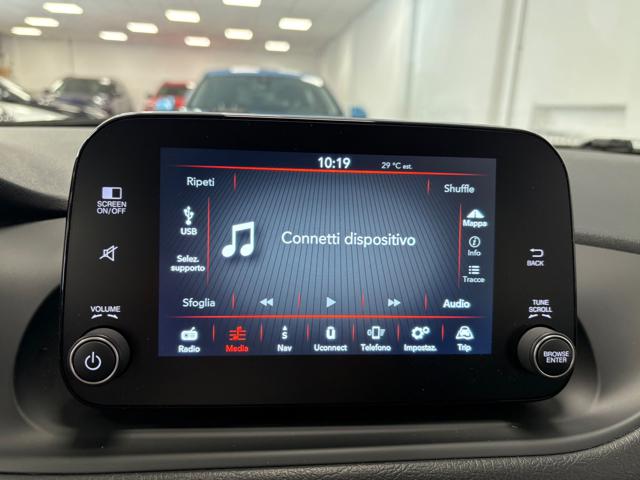 10:19
29 °C est.
Ripeti
Shuffle
SCREEN
ON/OFF
USB
Mappa
Connetti dispositivo
Info
BACK
Selez.
supporto
Tracce
Sfoglia
Audio
VOLUME
TUNE
SCROLL
Radio
Media
Nav
Uconnect
Telefono
Impostaz.
Trip
BROWSE
ENTER